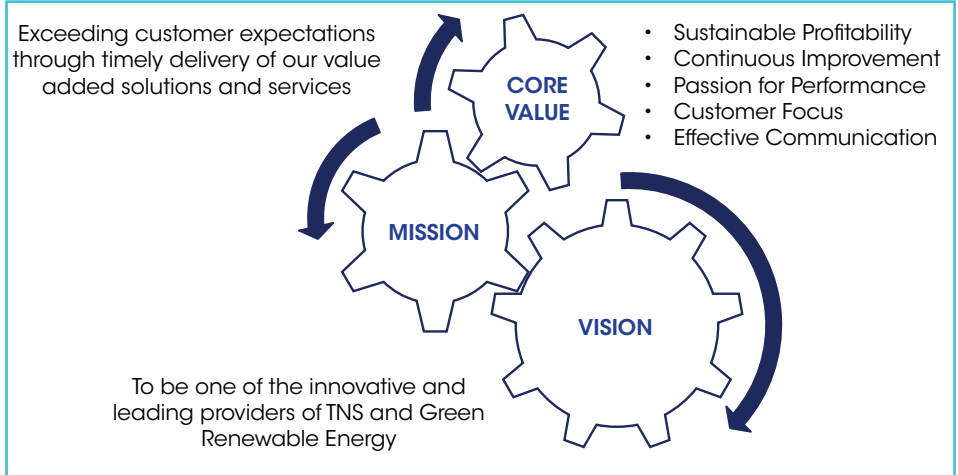 Exceeding customer expectations
through timely delivery of our value
added solutions and services
CORE
VALUE
• Sustainable Profitability
• Continuous Improvement
• Passion for Performance
• Customer Focus
• Effective Communication
MISSION
VISION
To be one of the innovative and
leading providers of TNS and Green
Renewable Energy